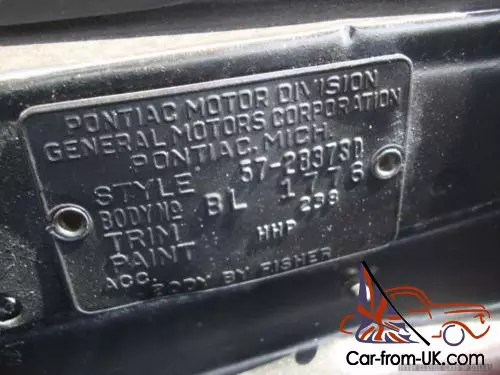 PONTIAC MOTOR DIVISION
GENERAL MOTORS CORPORATION
PONTIAC, MICH.
STYLE 57-2837SD
BODY NO BL 1776
TRIM 238
PAINT HHP
ACC.
BODY BY FISHER
Car-from-UK.com